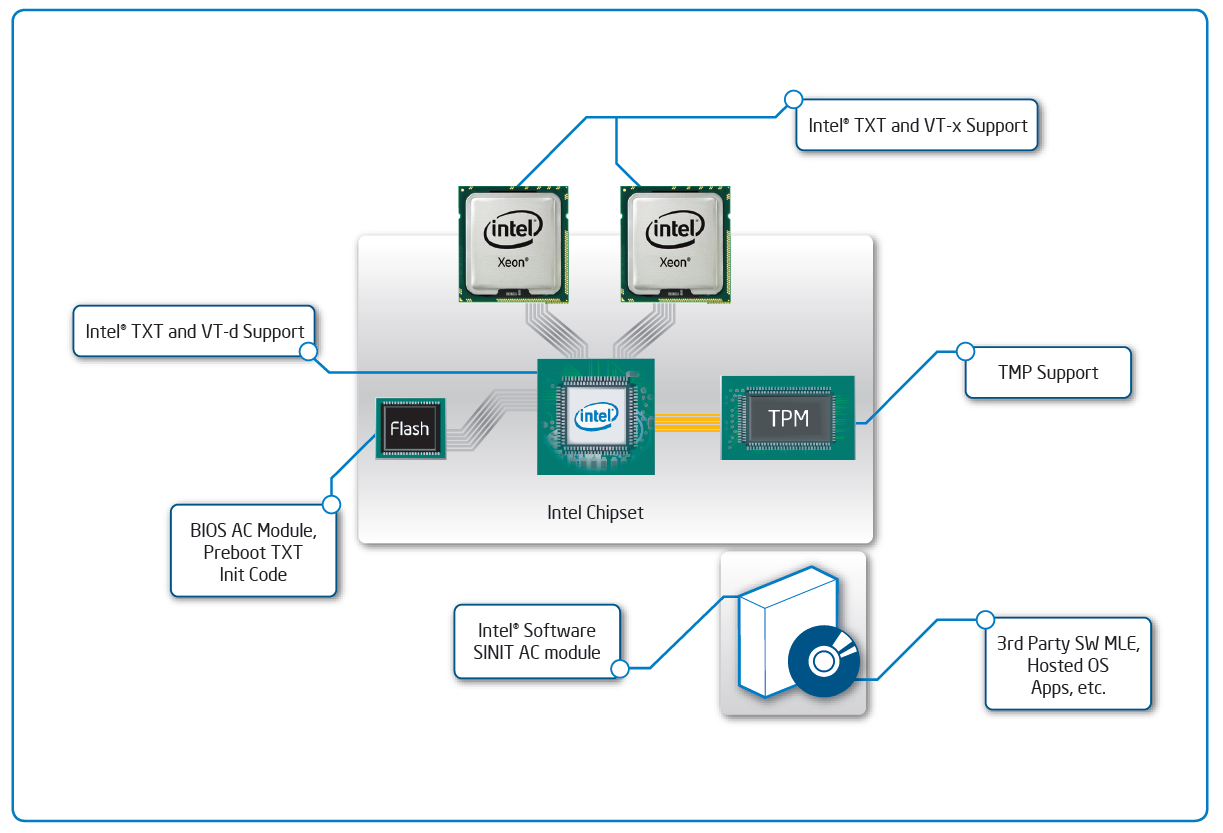 Intel® TXT and VT-x Support
intel
Xeon®
intel
Xeon®
Intel® TXT and VT-d Support
TMP Support
Flash
intel
TPM
Intel Chipset
BIOS AC Module,
Preboot TXT
Init Code
Intel® Software
SINIT AC module
3rd Party SW MLE,
Hosted OS
Apps, etc.